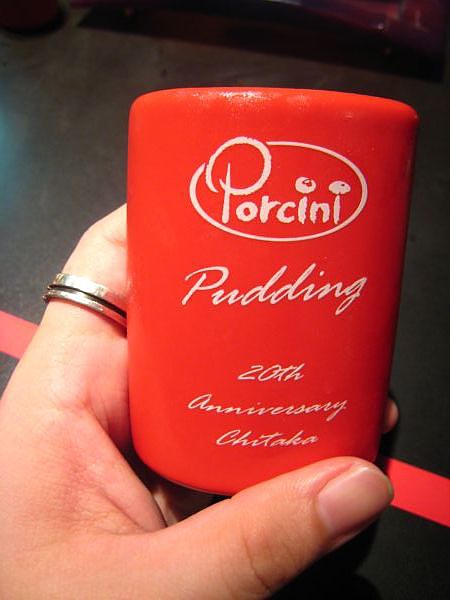 Porcini
Pudding
20th
Anniversary
Chitaka